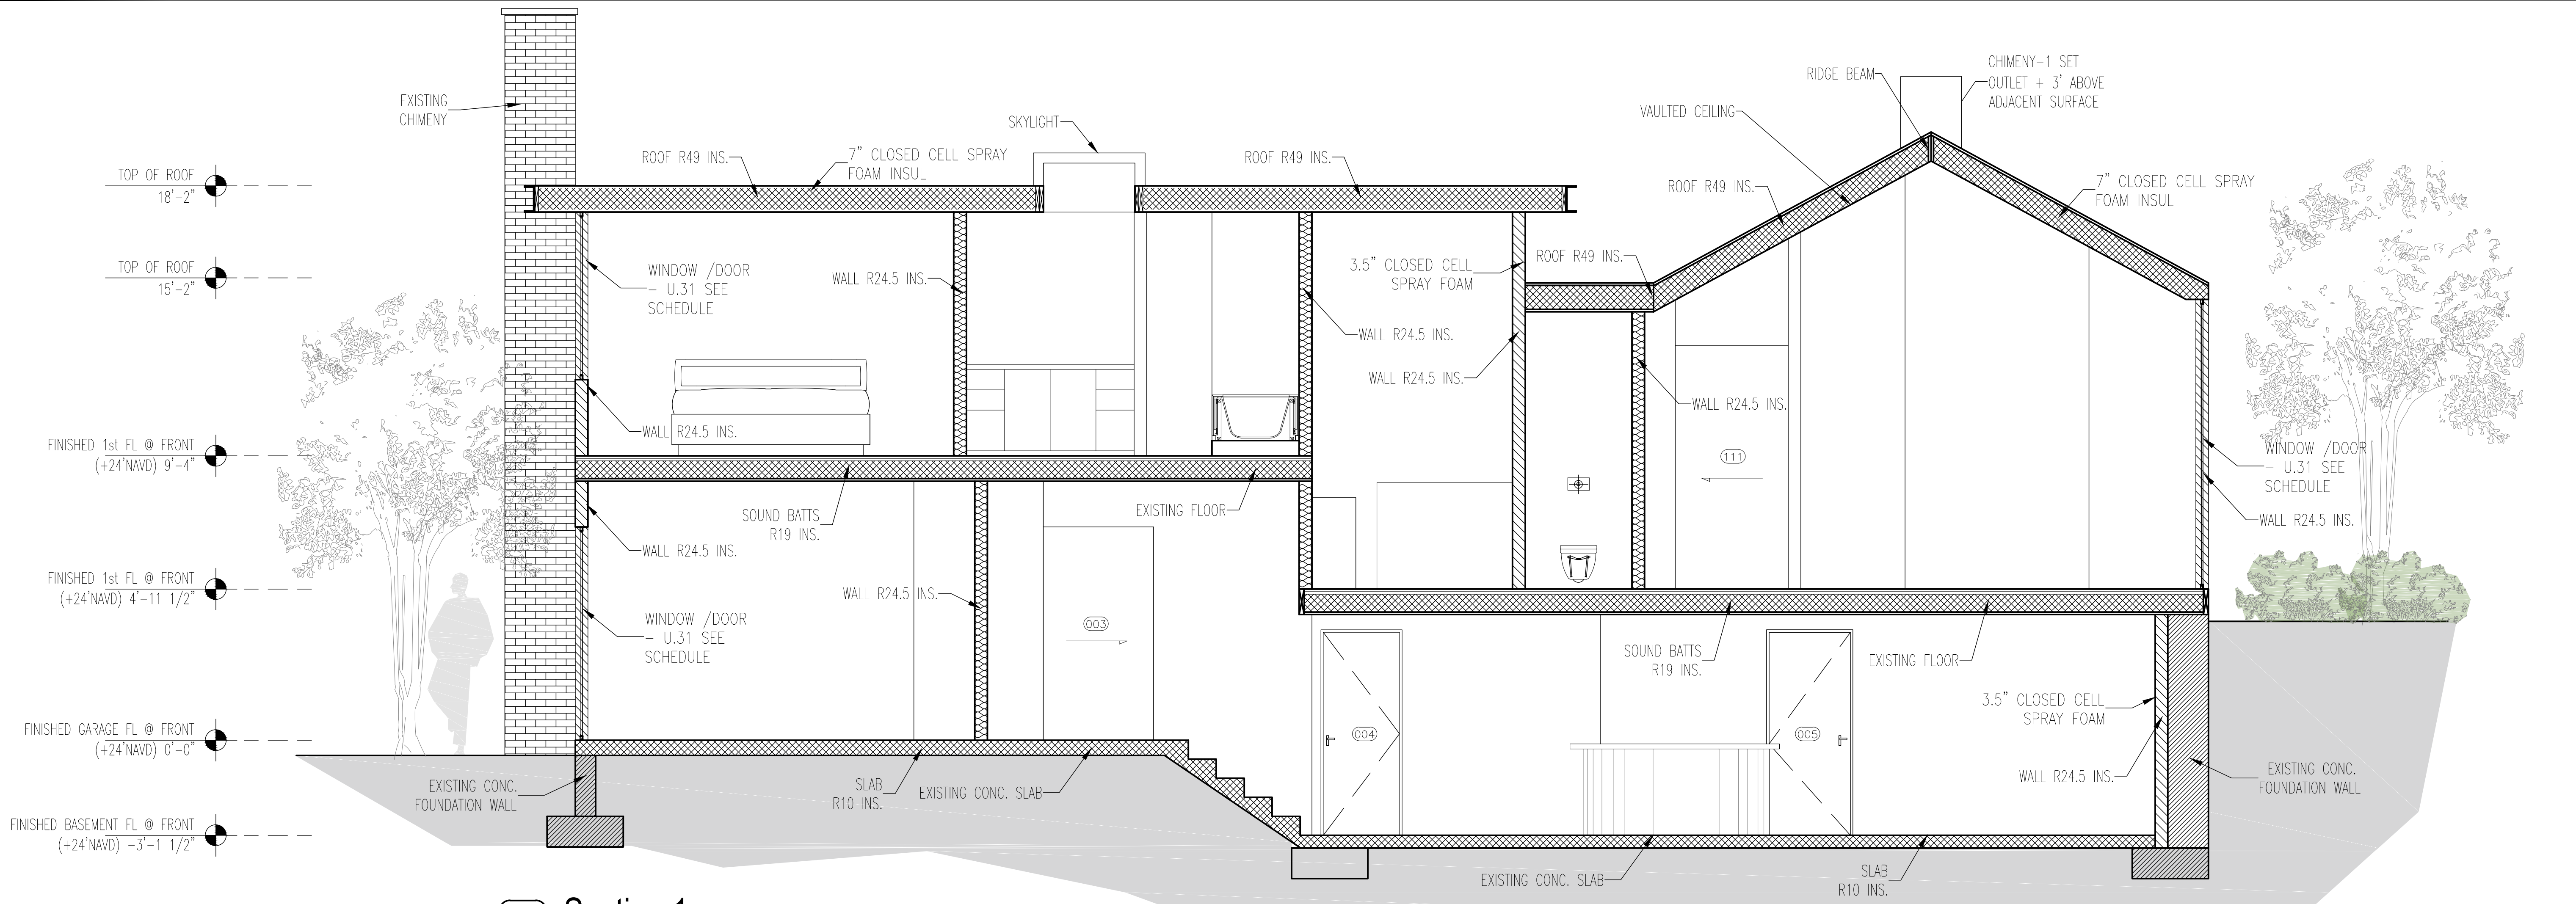 EXISTING
CHIMENY
SKYLIGHT
ROOF R49 INS.
7" CLOSED CELL SPRAY
FOAM INSUL
ROOF R49 INS.
RIDGE BEAM
CHIMENY-1 SET
OUTLET + 3' ABOVE
ADJACENT SURFACE
VAULTED CEILING
ROOF R49 INS.
7" CLOSED CELL SPRAY
FOAM INSUL
TOP OF ROOF
18'-2"
TOP OF ROOF
15'-2"
WINDOW /DOOR
- U.31 SEE
SCHEDULE
WALL R24.5 INS.
3.5" CLOSED CELL
SPRAY FOAM
ROOF R49 INS.
WALL R24.5 INS.
WALL R24.5 INS.
WALL R24.5 INS.
WALL R24.5 INS.
FINISHED 1st FL @ FRONT
(+24'NAVD) 9'-4"
111
WINDOW /DOOR
- U.31 SEE
SCHEDULE
WALL R24.5 INS.
SOUND BATTS
R19 INS.
EXISTING FLOOR
WALL R24.5 INS.
FINISHED 1st FL @ FRONT
(+24'NAVD) 4'-11 1/2"
WALL R24.5 INS.
WINDOW /DOOR
- U.31 SEE
SCHEDULE
003
SOUND BATTS
R19 INS.
EXISTING FLOOR
3.5" CLOSED CELL
SPRAY FOAM
FINISHED GARAGE FL @ FRONT
(+24'NAVD) 0'-0"
004
005
WALL R24.5 INS.
EXISTING CONC.
FOUNDATION WALL
EXISTING CONC.
FOUNDATION WALL
SLAB
R10 INS.
EXISTING CONC. SLAB
FINISHED BASEMENT FL @ FRONT
(+24'NAVD) -3'-1 1/2"
EXISTING CONC. SLAB
SLAB
R10 INS.